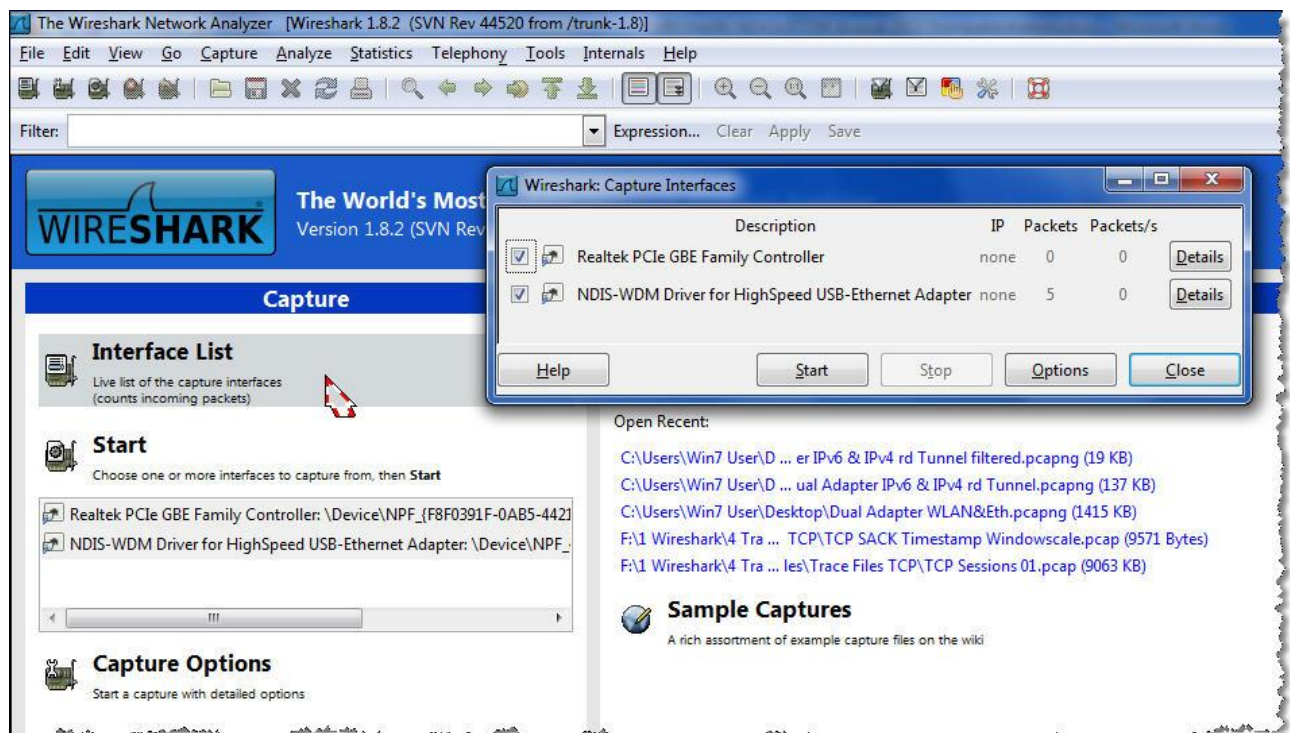 The Wireshark Network Analyzer [Wireshark 1.8.2 (SVN Rev 44520 from /trunk-1.8)]
File Edit View Go Capture Analyze Statistics Telephony Tools Internals Help
Filter: Expression... Clear Apply Save
WIRESHARK
The World's Most
Version 1.8.2 (SVN Rev
Wireshark: Capture Interfaces
Description IP Packets Packets/s
Realtek PCIe GBE Family Controller none 0 0 Details
NDIS-WDM Driver for HighSpeed USB-Ethernet Adapter none 5 0 Details
Help Start Stop Options Close
Capture
Interface List
Live list of the capture interfaces
(counts incoming packets)
Start
Choose one or more interfaces to capture from, then Start
Realtek PCIe GBE Family Controller: \Device\NPF_{F8F0391F-0AB5-4421
NDIS-WDM Driver for HighSpeed USB-Ethernet Adapter: \Device\NPF_
Capture Options
Start a capture with detailed options
Open Recent:
C:\Users\Win7 User\D ... er IPv6 & IPv4 rd Tunnel filtered.pcapng (19 KB)
C:\Users\Win7 User\D ... ual Adapter IPv6 & IPv4 rd Tunnel.pcapng (137 KB)
C:\Users\Win7 User\Desktop\Dual Adapter WLAN&Eth.pcapng (1415 KB)
F:\1 Wireshark\4 Tra ... TCP\TCP SACK Timestamp Windowscale.pcap (9571 Bytes)
F:\1 Wireshark\4 Tra ... les\Trace Files TCP\TCP Sessions 01.pcap (9063 KB)
Sample Captures
A rich assortment of example capture files on the wiki